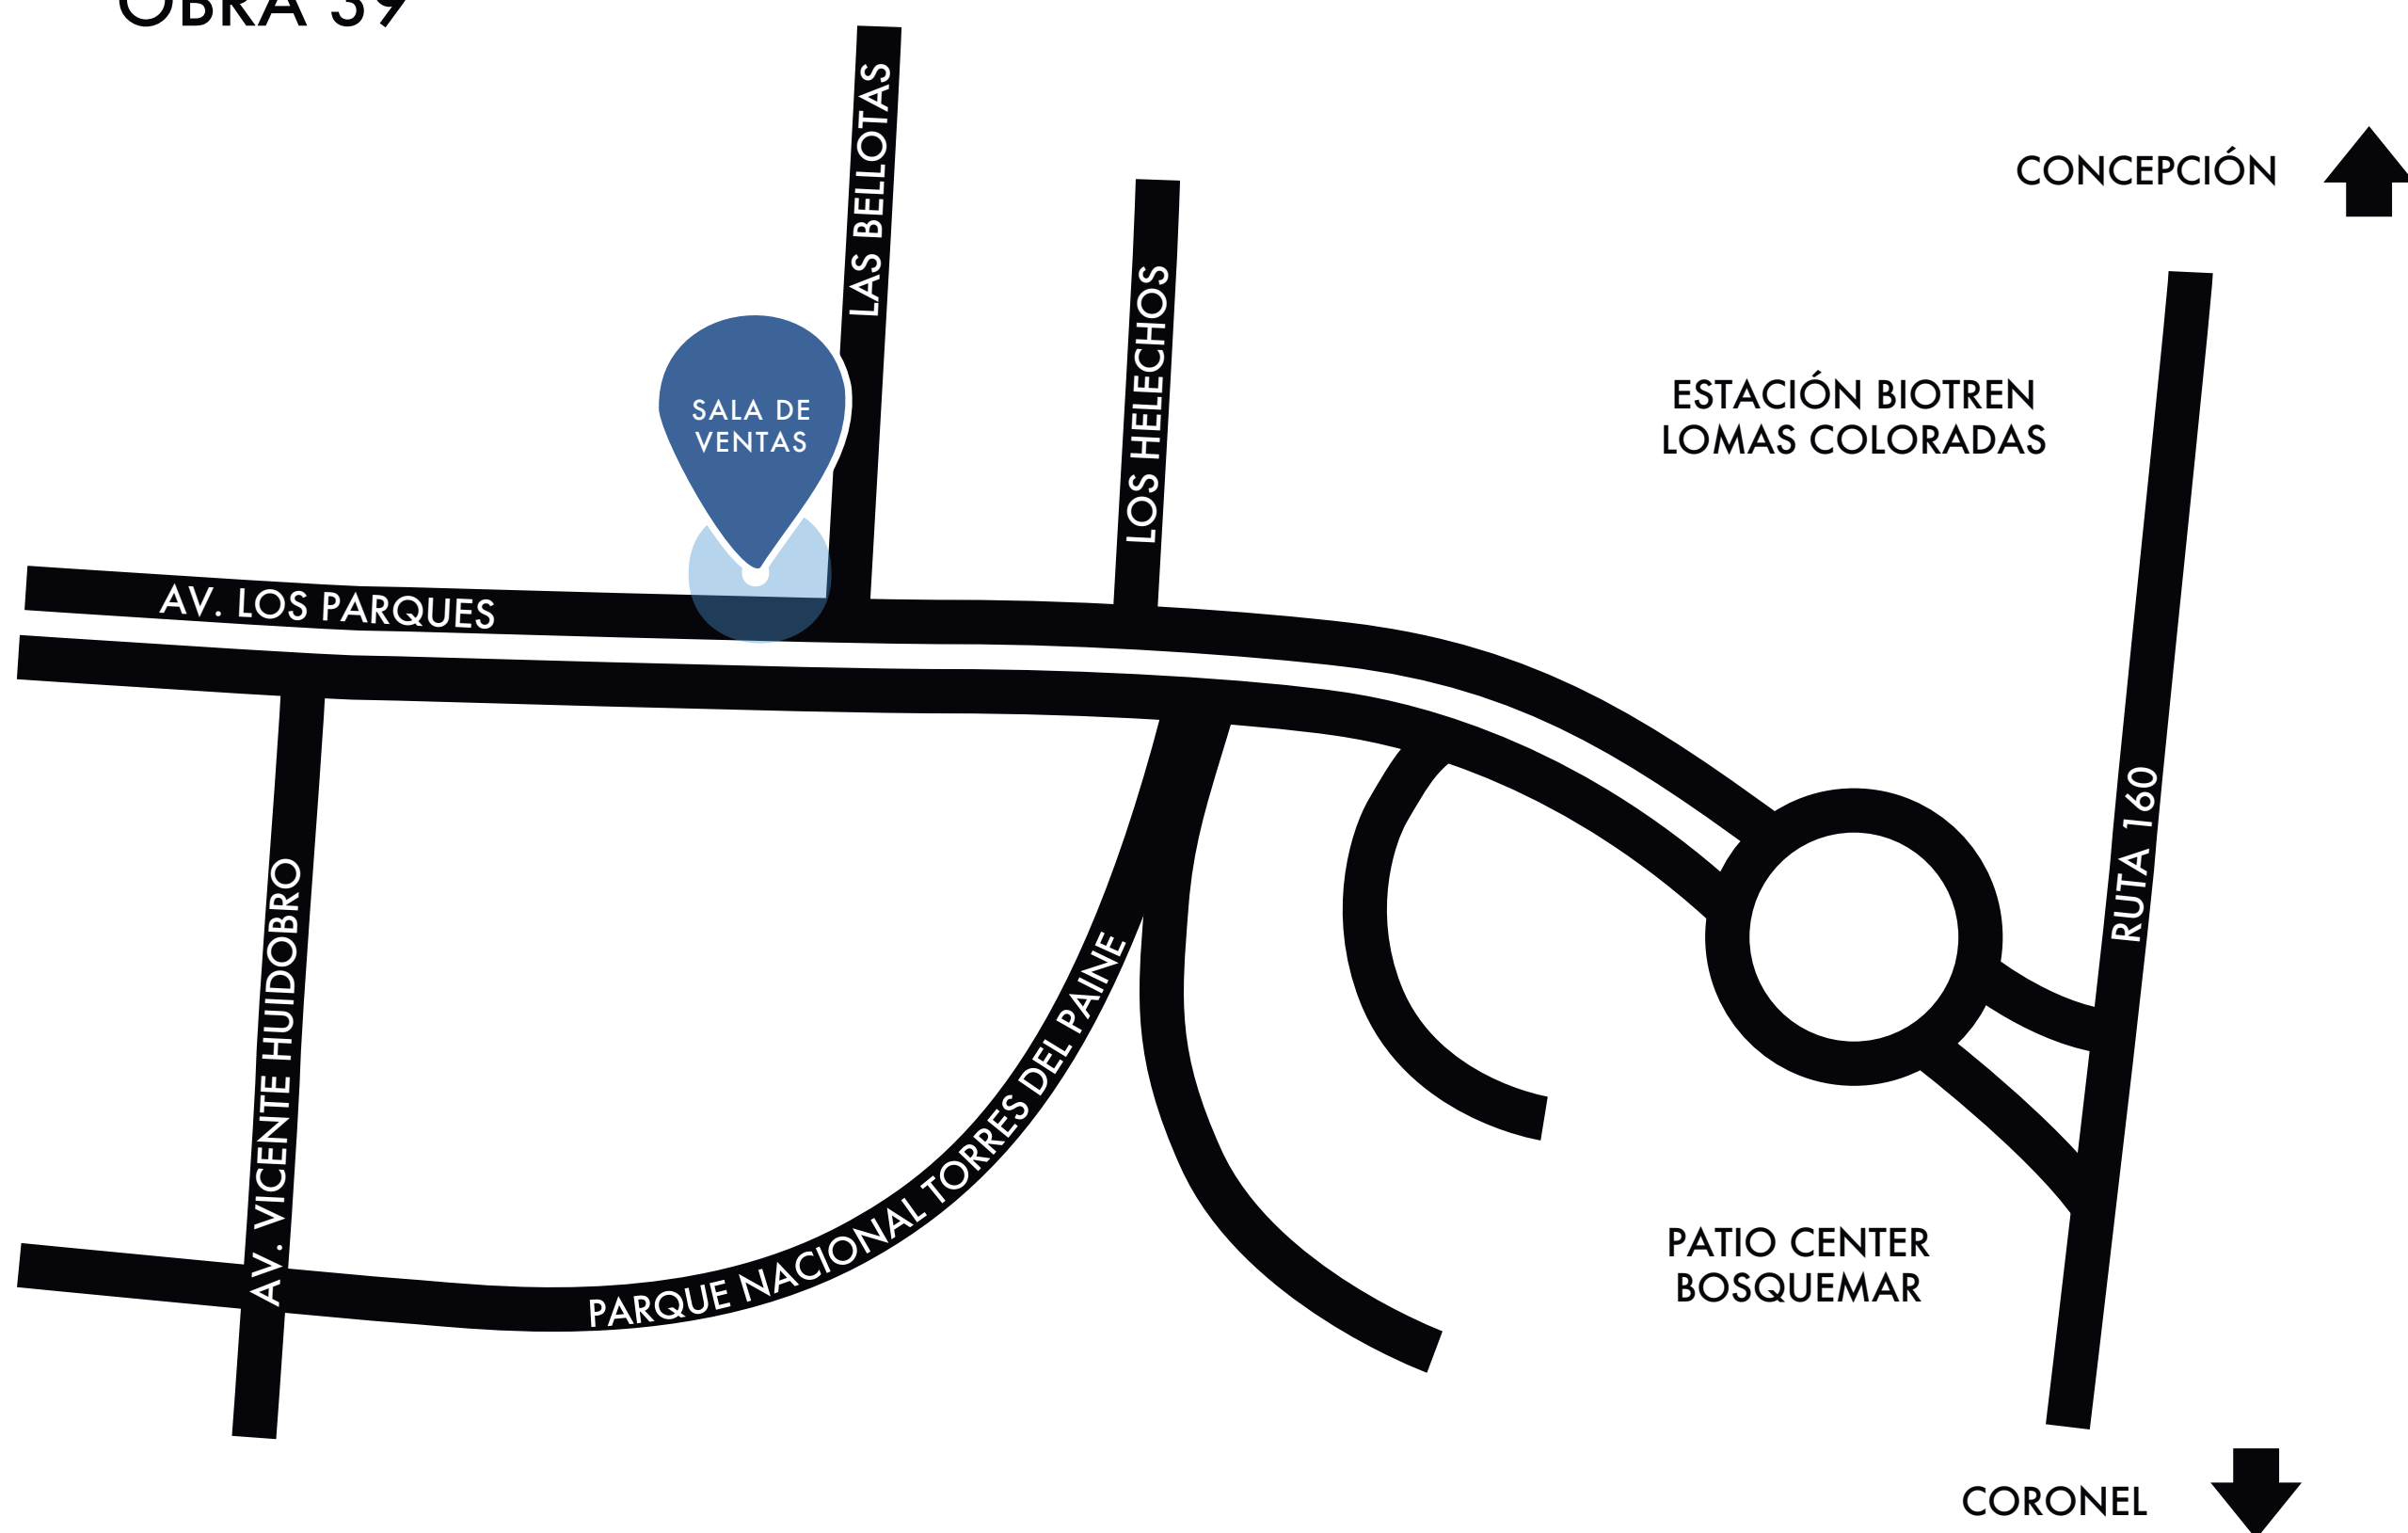 OBRA 39
LAS BELLOTAS
CONCEPCIÓN
LOS HELECHOS
SALA DE
VENTAS
ESTACIÓN BIOTREN
LOMAS COLORADAS
AV. LOS PARQUES
RUTA 160
AV. VICENTE HUIDOBRO
PARQUE NACIONAL TORRES DEL PAINE
PATIO CENTER
BOSQUEMAR
CORONEL